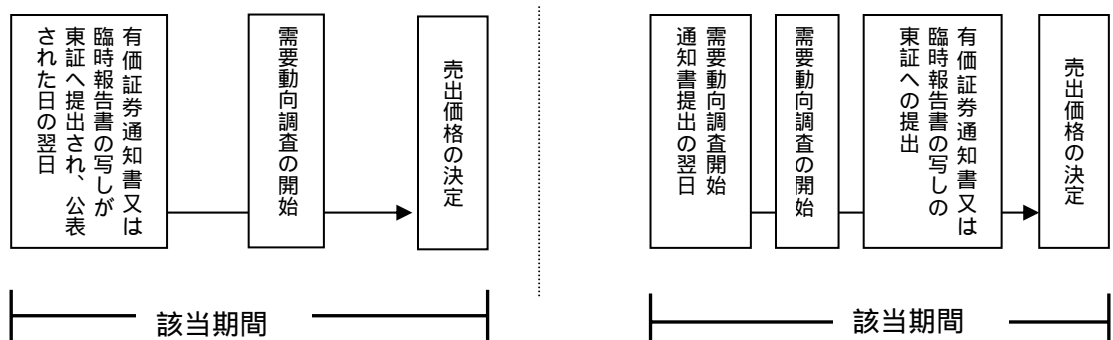 有価証券通知書又は
臨時報告書の写しが
東証へ提出され、公表
された日の翌日
需要動向調査の開始
売出価格の決定
該当期間
需要動向調査開始
通知書提出の翌日
需要動向調査の開始
有価証券通知書又は
臨時報告書の写しの
東証への提出
売出価格の決定
該当期間